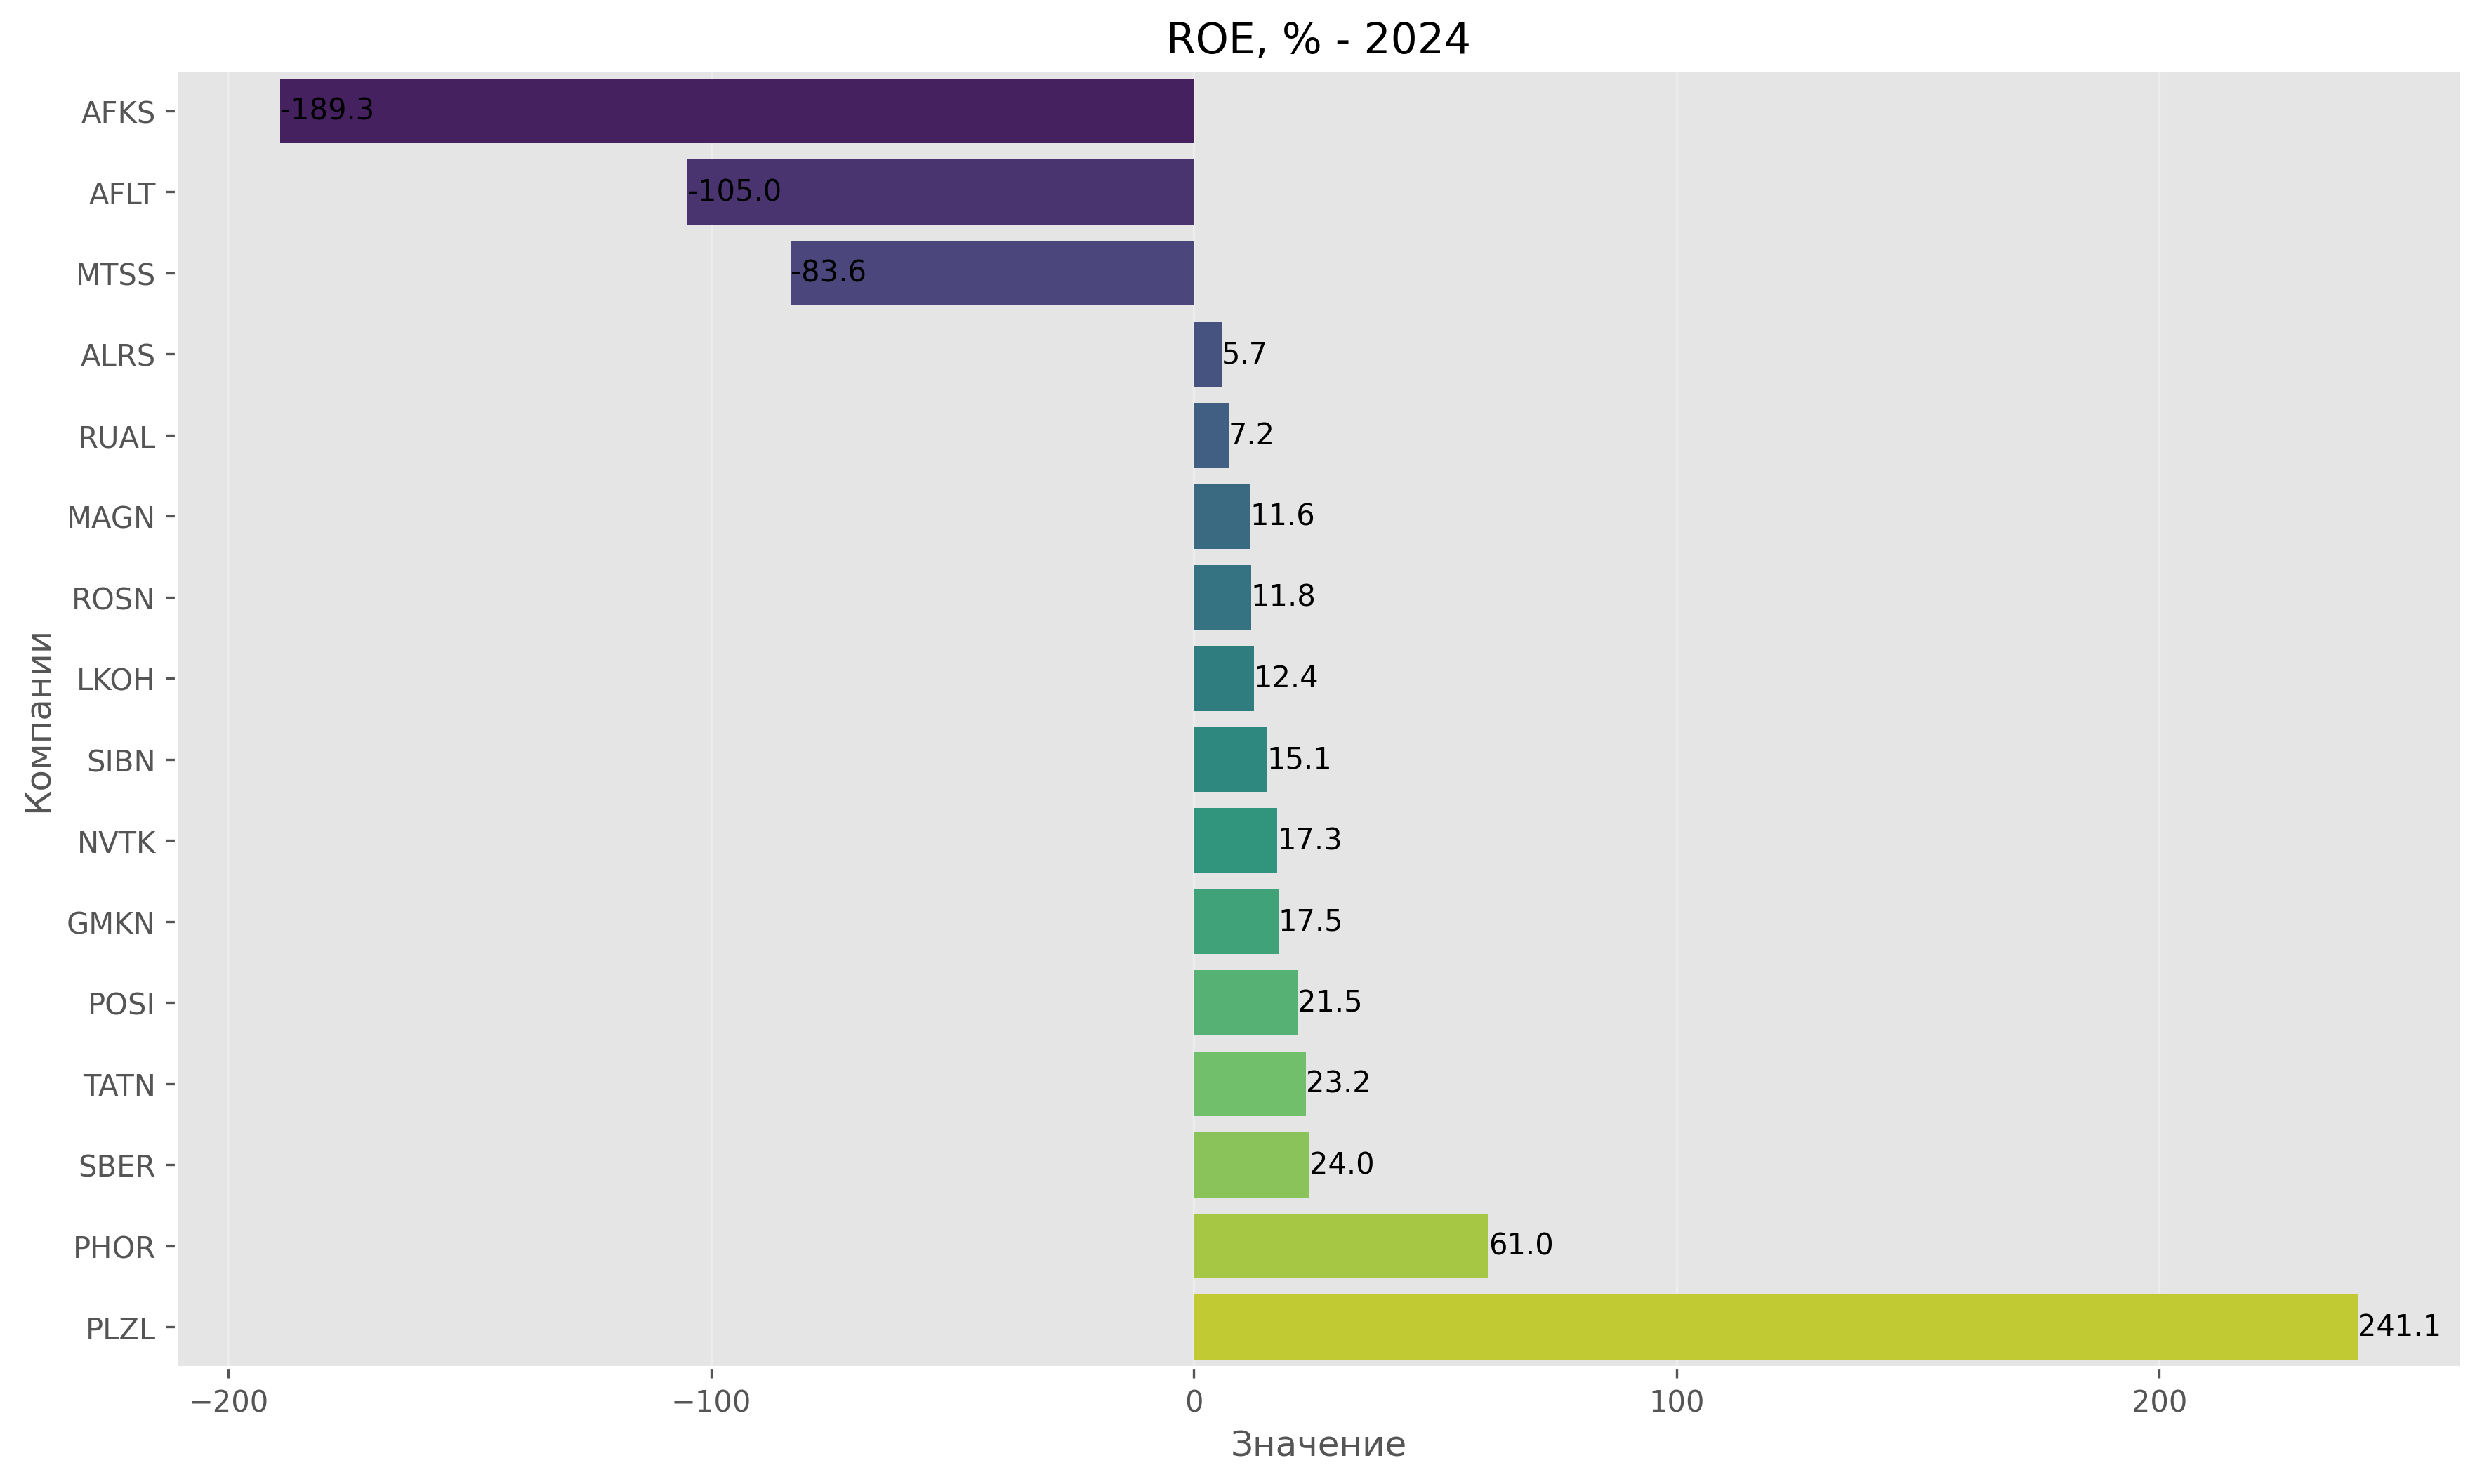 ROE, % - 2024
Компании
AFKS -189.3
AFLT -105.0
MTSS -83.6
ALRS 5.7
RUAL 7.2
MAGN 11.6
ROSN 11.8
LKOH 12.4
SIBN 15.1
NVTK 17.3
GMKN 17.5
POSI 21.5
TATN 23.2
SBER 24.0
PHOR 61.0
PLZL 241.1
−200 −100 0 100 200
Значение